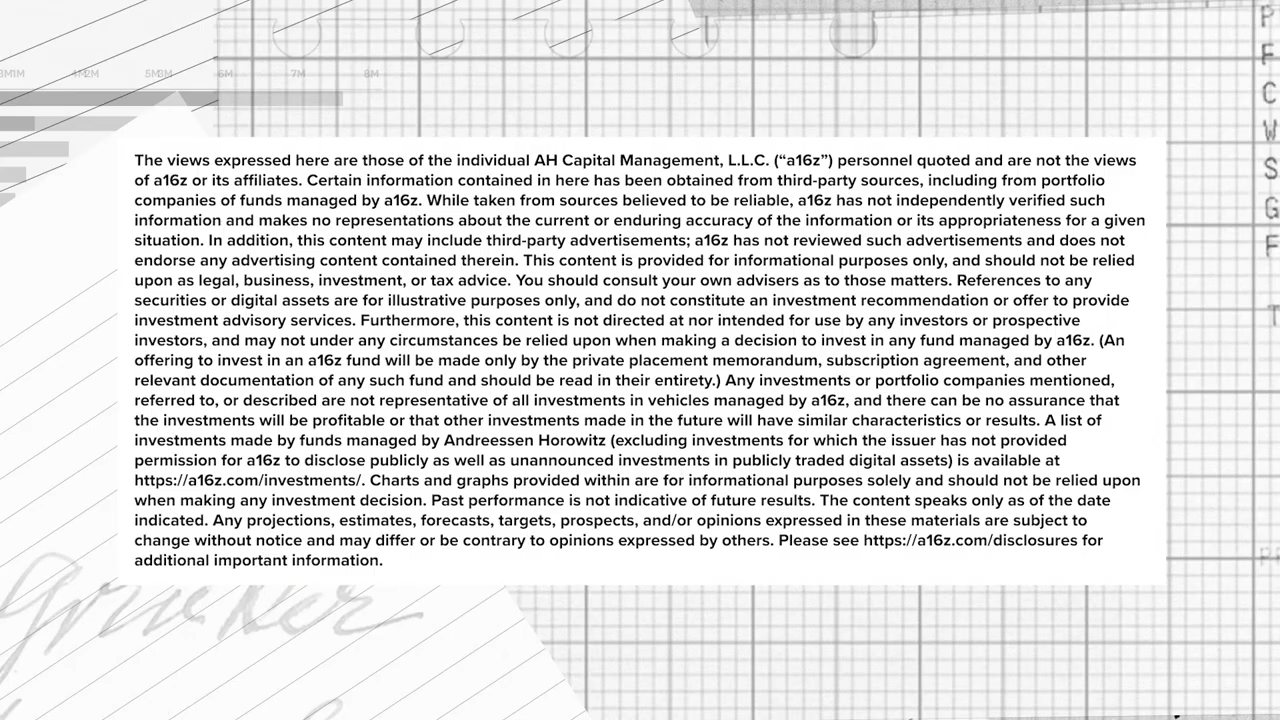 3M1M 4M2M 5M3M 6M 7M 8M
P
F
C
W
S
G
F
T
The views expressed here are those of the individual AH Capital Management, L.L.C. (“a16z”) personnel quoted and are not the views
of a16z or its affiliates. Certain information contained in here has been obtained from third-party sources, including from portfolio
companies of funds managed by a16z. While taken from sources believed to be reliable, a16z has not independently verified such
information and makes no representations about the current or enduring accuracy of the information or its appropriateness for a given
situation. In addition, this content may include third-party advertisements; a16z has not reviewed such advertisements and does not
endorse any advertising content contained therein. This content is provided for informational purposes only, and should not be relied
upon as legal, business, investment, or tax advice. You should consult your own advisers as to those matters. References to any
securities or digital assets are for illustrative purposes only, and do not constitute an investment recommendation or offer to provide
investment advisory services. Furthermore, this content is not directed at nor intended for use by any investors or prospective
investors, and may not under any circumstances be relied upon when making a decision to invest in any fund managed by a16z. (An
offering to invest in an a16z fund will be made only by the private placement memorandum, subscription agreement, and other
relevant documentation of any such fund and should be read in their entirety.) Any investments or portfolio companies mentioned,
referred to, or described are not representative of all investments in vehicles managed by a16z, and there can be no assurance that
the investments will be profitable or that other investments made in the future will have similar characteristics or results. A list of
investments made by funds managed by Andreessen Horowitz (excluding investments for which the issuer has not provided
permission for a16z to disclose publicly as well as unannounced investments in publicly traded digital assets) is available at
https://a16z.com/investments/. Charts and graphs provided within are for informational purposes solely and should not be relied upon
when making any investment decision. Past performance is not indicative of future results. The content speaks only as of the date
indicated. Any projections, estimates, forecasts, targets, prospects, and/or opinions expressed in these materials are subject to
change without notice and may differ or be contrary to opinions expressed by others. Please see https://a16z.com/disclosures for
additional important information.